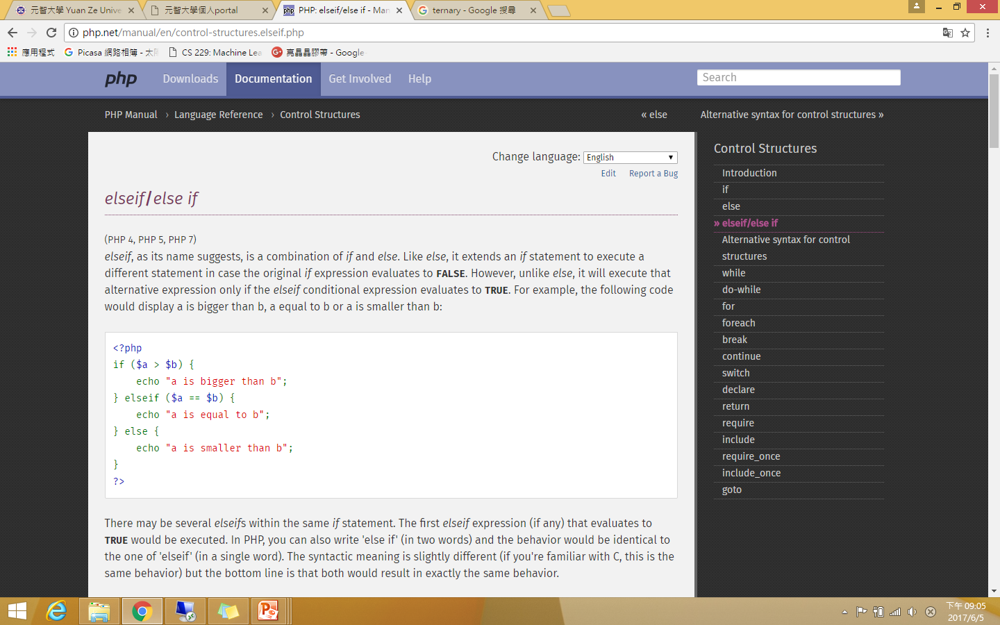 元智大學 Yuan Ze Unive
元智大學個人portal
PHP: elseif/else if - Man
ternary - Google 搜尋
php.net/manual/en/control-structures.elseif.php
應用程式
Picasa 網路相簿 - 太
CS 229: Machine Lea
亮晶晶膠帶 - Google
php
Downloads
Documentation
Get Involved
Help
Search
PHP Manual › Language Reference › Control Structures
« else
Alternative syntax for control structures »
Change language: English
Edit Report a Bug
elseif/else if
(PHP 4, PHP 5, PHP 7)
elseif, as its name suggests, is a combination of if and else. Like else, it extends an if statement to execute a
different statement in case the original if expression evaluates to FALSE. However, unlike else, it will execute that
alternative expression only if the elseif conditional expression evaluates to TRUE. For example, the following code
would display a is bigger than b, a equal to b or a is smaller than b:
<?php
if ($a > $b) {
    echo "a is bigger than b";
} elseif ($a == $b) {
    echo "a is equal to b";
} else {
    echo "a is smaller than b";
}
?>
There may be several elseifs within the same if statement. The first elseif expression (if any) that evaluates to
TRUE would be executed. In PHP, you can also write 'else if' (in two words) and the behavior would be identical to
the one of 'elseif' (in a single word). The syntactic meaning is slightly different (if you're familiar with C, this is the
same behavior) but the bottom line is that both would result in exactly the same behavior.
Control Structures
Introduction
if
else
» elseif/else if
Alternative syntax for control
structures
while
do-while
for
foreach
break
continue
switch
declare
return
require
include
require_once
include_once
goto
下午 09:05
2017/6/5